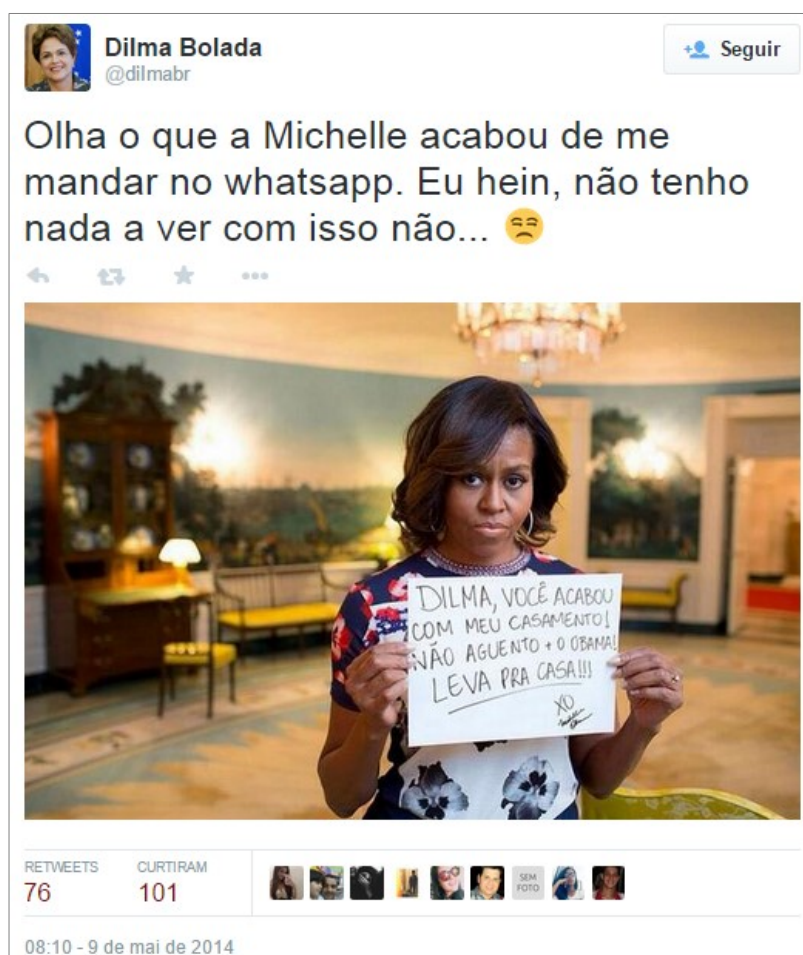 Dilma Bolada
@dilmabr
Seguir
Olha o que a Michelle acabou de me
mandar no whatsapp. Eu hein, não tenho
nada a ver com isso não...
DILMA, VOCÊ ACABOU
COM MEU CASAMENTO!
NÃO AGUENTO + O OBAMA!
LEVA PRA CASA!!!
XO
RETWEETS
CURTIRAM
76
101
SEM
FOTO
08:10 - 9 de mai de 2014